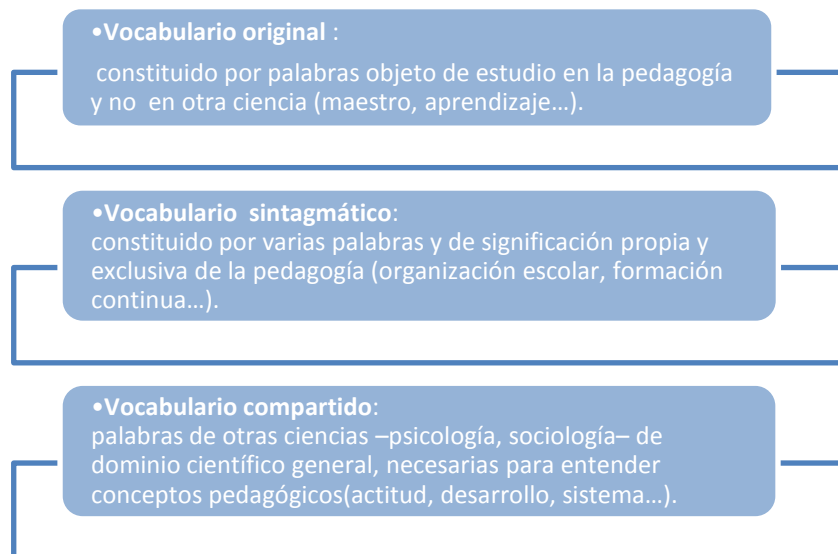 •Vocabulario original :
constituido por palabras objeto de estudio en la pedagogía
y no en otra ciencia (maestro, aprendizaje…).
•Vocabulario sintagmático:
constituido por varias palabras y de significación propia y
exclusiva de la pedagogía (organización escolar, formación
continua…).
•Vocabulario compartido:
palabras de otras ciencias –psicología, sociología– de
dominio científico general, necesarias para entender
conceptos pedagógicos(actitud, desarrollo, sistema…).